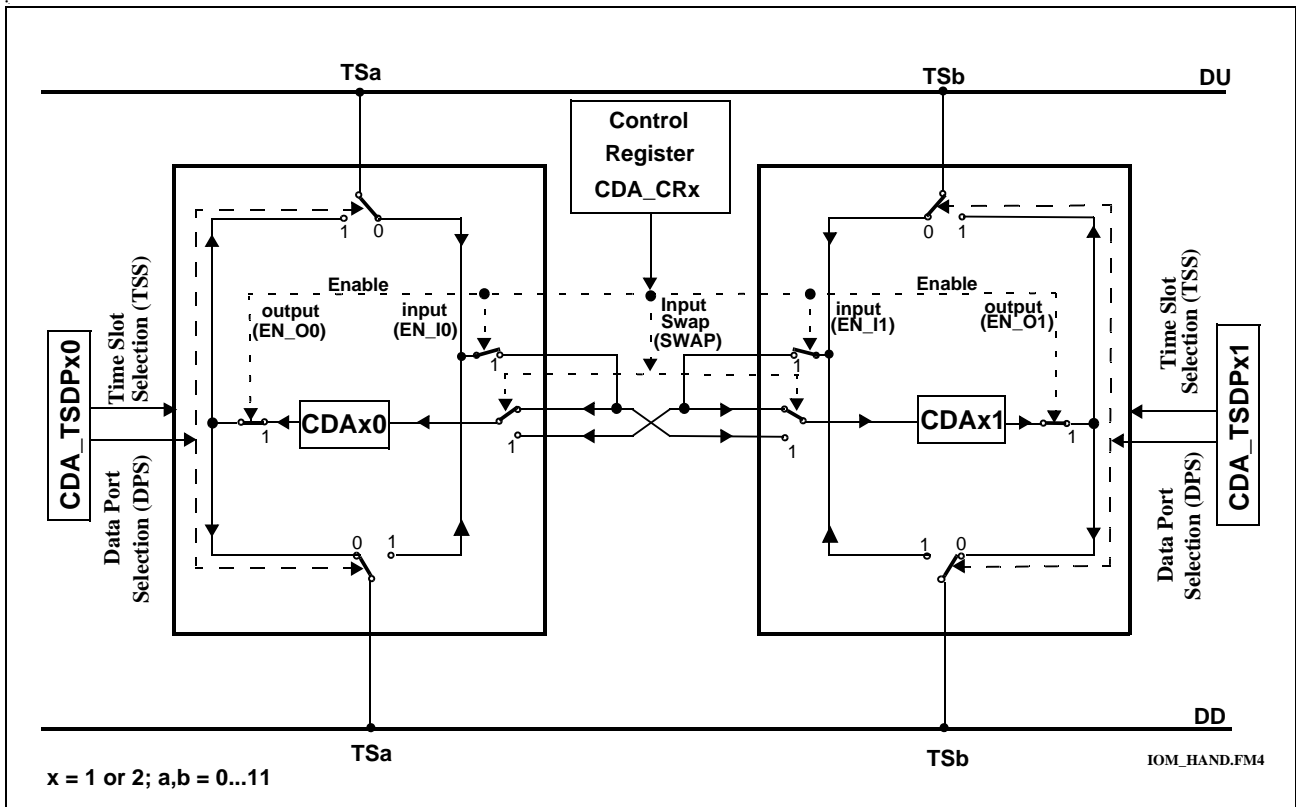 TSa
TSb
DU
Control
Register
CDA_CRx
1
0
0
1
Enable
Enable
output
(EN_O0)
input
(EN_I0)
Input
Swap
(SWAP)
input
(EN_I1)
output
(EN_O1)
Time Slot
Selection (TSS)
Time Slot
Selection (TSS)
CDA_TSDPx0
CDA_TSDPx1
1
1
CDAx0
CDAx1
1
1
1
1
Data Port
Selection (DPS)
Data Port
Selection (DPS)
0
1
1
0
DD
TSa
TSb
x = 1 or 2; a,b = 0...11
IOM_HAND.FM4